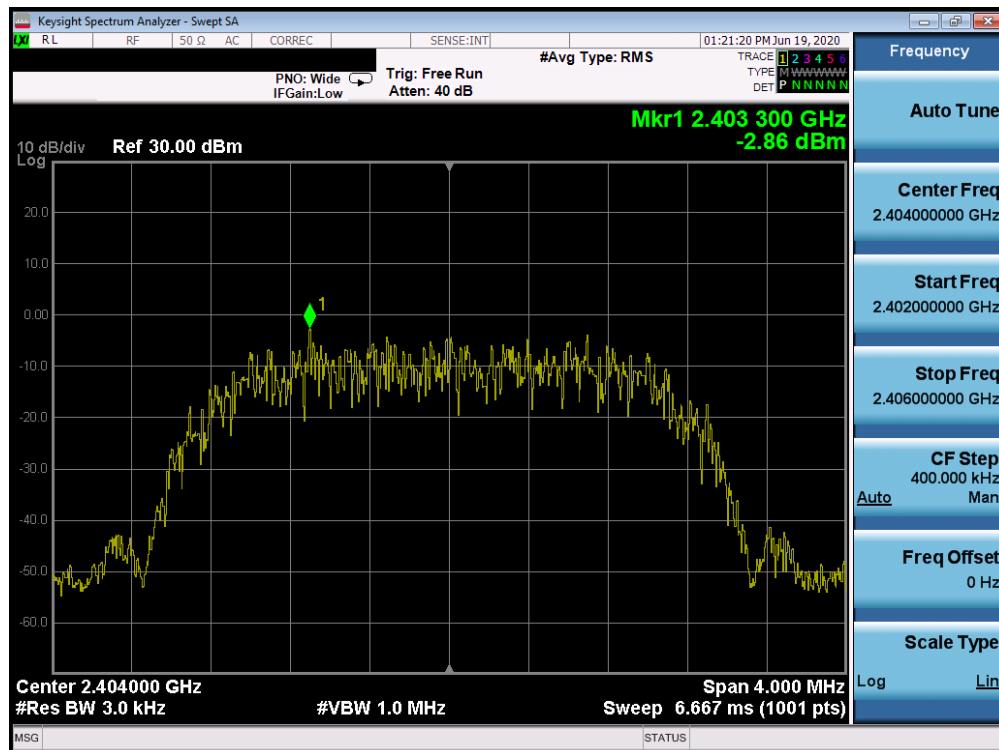 Keysight Spectrum Analyzer - Swept SA
LXI RL RF 50 Ω AC CORREC SENSE:INT 01:21:20 PM Jun 19, 2020
#Avg Type: RMS
TRACE 1 2 3 4 5 6
TYPE M WWWWW
DET P N N N N N
PNO: Wide
IFGain:Low
Trig: Free Run
Atten: 40 dB
Mkr1 2.403 300 GHz
-2.86 dBm
10 dB/div Ref 30.00 dBm
Log
20.0
10.0
1
0.00
-10.0
-20.0
-30.0
-40.0
-50.0
-60.0
Center 2.404000 GHz Span 4.000 MHz
#Res BW 3.0 kHz #VBW 1.0 MHz Sweep 6.667 ms (1001 pts)
MSG STATUS
Frequency
Auto Tune
Center Freq
2.404000000 GHz
Start Freq
2.402000000 GHz
Stop Freq
2.406000000 GHz
CF Step
400.000 kHz
Auto Man
Freq Offset
0 Hz
Scale Type
Log Lin